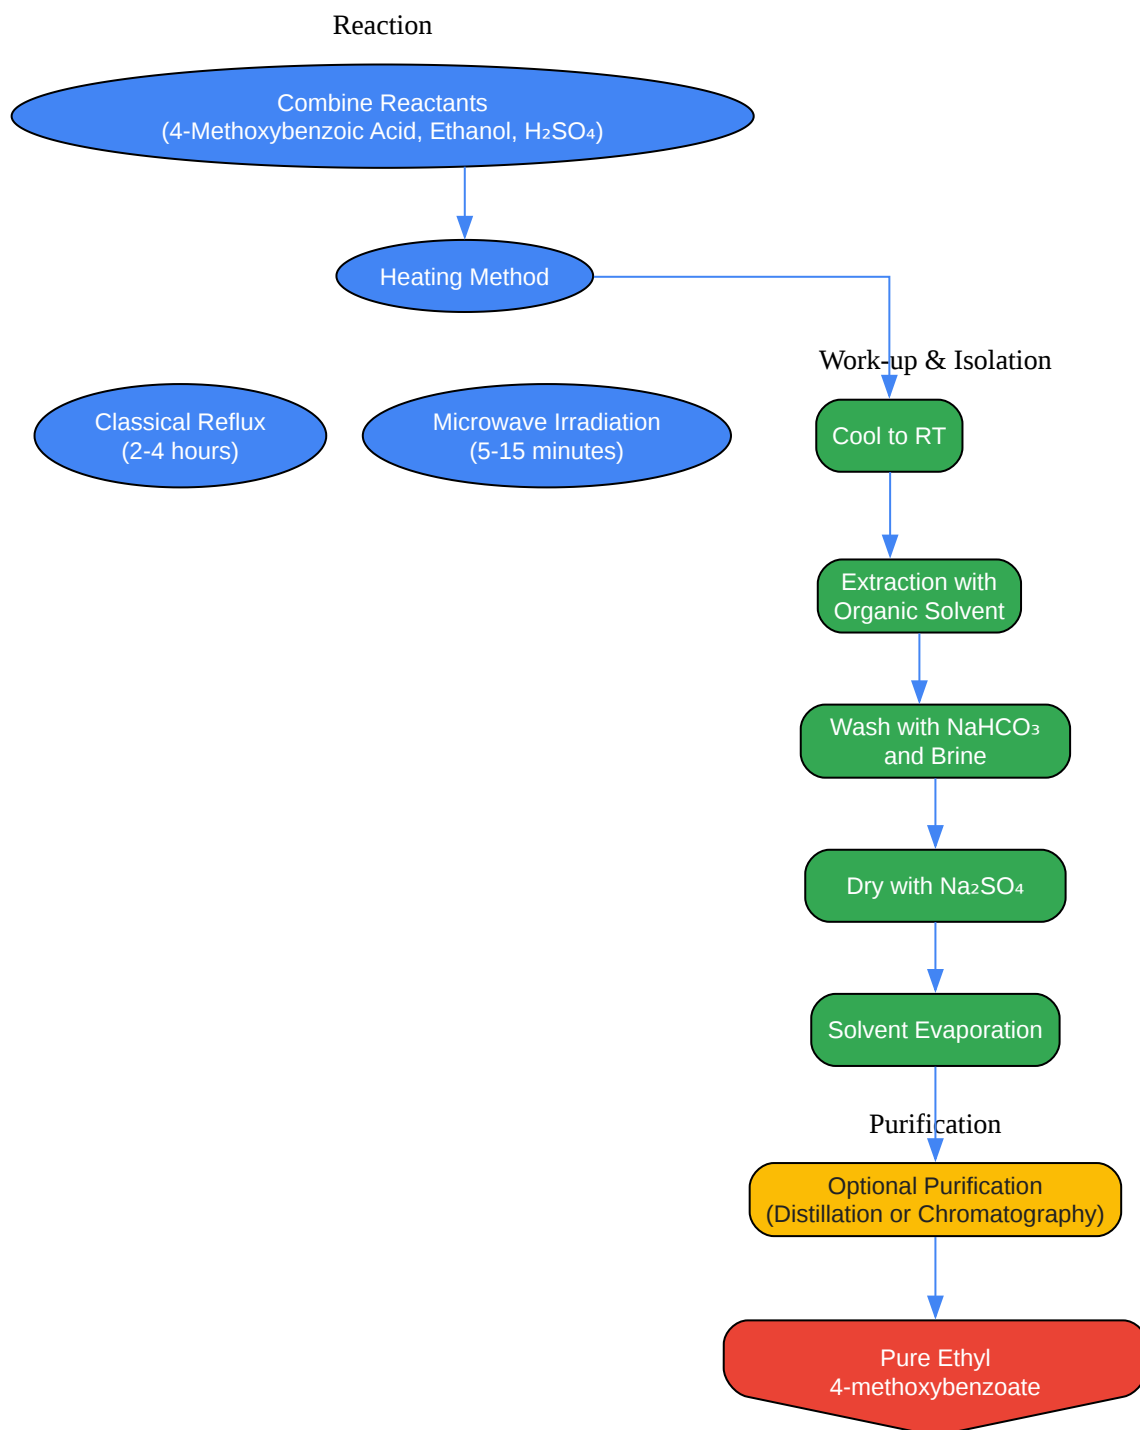 Reaction
Combine Reactants
(4-Methoxybenzoic Acid, Ethanol, H₂SO₄)
Heating Method
Classical Reflux
(2-4 hours)
Microwave Irradiation
(5-15 minutes)
Work-up & Isolation
Cool to RT
Extraction with
Organic Solvent
Wash with NaHCO₃
and Brine
Dry with Na₂SO₄
Solvent Evaporation
Purification
Optional Purification
(Distillation or Chromatography)
Pure Ethyl
4-methoxybenzoate